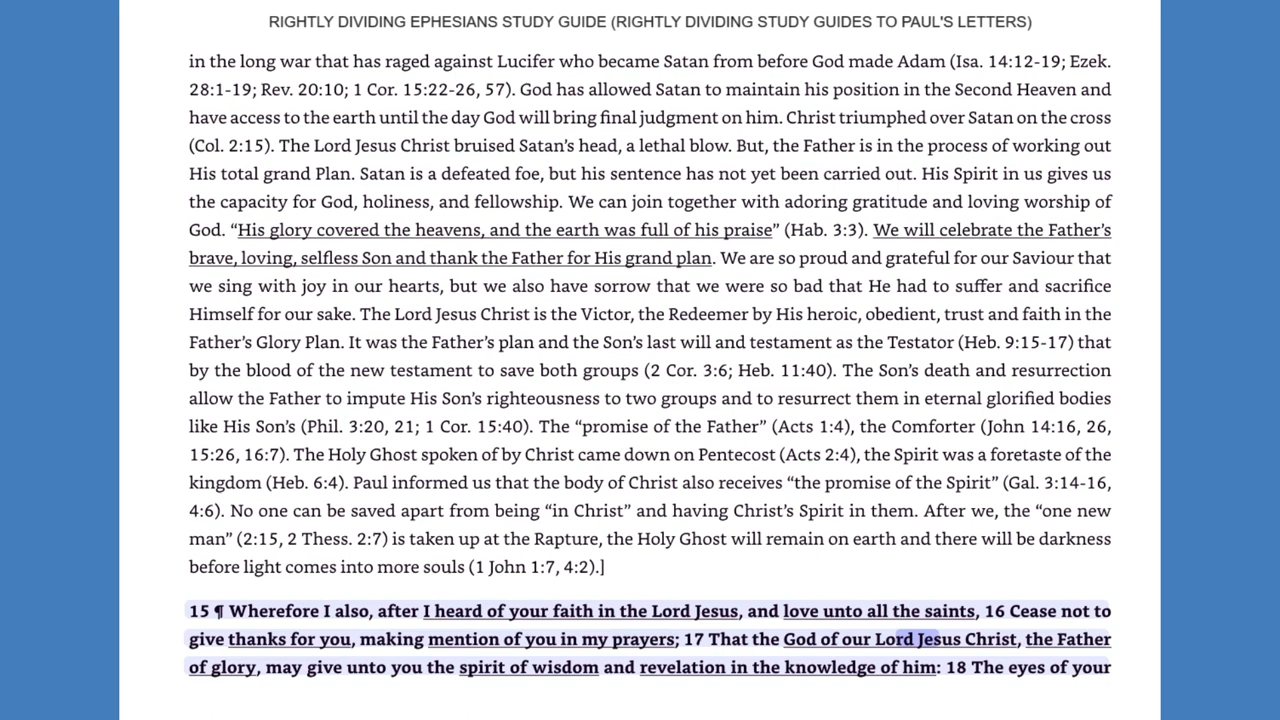 RIGHTLY DIVIDING EPHESIANS STUDY GUIDE (RIGHTLY DIVIDING STUDY GUIDES TO PAUL'S LETTERS)
in the long war that has raged against Lucifer who became Satan from before God made Adam (Isa. 14:12-19; Ezek.
28:1-19; Rev. 20:10; 1 Cor. 15:22-26, 57). God has allowed Satan to maintain his position in the Second Heaven and
have access to the earth until the day God will bring final judgment on him. Christ triumphed over Satan on the cross
(Col. 2:15). The Lord Jesus Christ bruised Satan’s head, a lethal blow. But, the Father is in the process of working out
His total grand Plan. Satan is a defeated foe, but his sentence has not yet been carried out. His Spirit in us gives us
the capacity for God, holiness, and fellowship. We can join together with adoring gratitude and loving worship of
God. “His glory covered the heavens, and the earth was full of his praise” (Hab. 3:3). We will celebrate the Father’s
brave, loving, selfless Son and thank the Father for His grand plan. We are so proud and grateful for our Saviour that
we sing with joy in our hearts, but we also have sorrow that we were so bad that He had to suffer and sacrifice
Himself for our sake. The Lord Jesus Christ is the Victor, the Redeemer by His heroic, obedient, trust and faith in the
Father’s Glory Plan. It was the Father’s plan and the Son’s last will and testament as the Testator (Heb. 9:15-17) that
by the blood of the new testament to save both groups (2 Cor. 3:6; Heb. 11:40). The Son’s death and resurrection
allow the Father to impute His Son’s righteousness to two groups and to resurrect them in eternal glorified bodies
like His Son’s (Phil. 3:20, 21; 1 Cor. 15:40). The “promise of the Father” (Acts 1:4), the Comforter (John 14:16, 26,
15:26, 16:7). The Holy Ghost spoken of by Christ came down on Pentecost (Acts 2:4), the Spirit was a foretaste of the
kingdom (Heb. 6:4). Paul informed us that the body of Christ also receives “the promise of the Spirit” (Gal. 3:14-16,
4:6). No one can be saved apart from being “in Christ” and having Christ’s Spirit in them. After we, the “one new
man” (2:15, 2 Thess. 2:7) is taken up at the Rapture, the Holy Ghost will remain on earth and there will be darkness
before light comes into more souls (1 John 1:7, 4:2).]
15 ¶ Wherefore I also, after I heard of your faith in the Lord Jesus, and love unto all the saints, 16 Cease not to
give thanks for you, making mention of you in my prayers; 17 That the God of our Lord Jesus Christ, the Father
of glory, may give unto you the spirit of wisdom and revelation in the knowledge of him: 18 The eyes of your